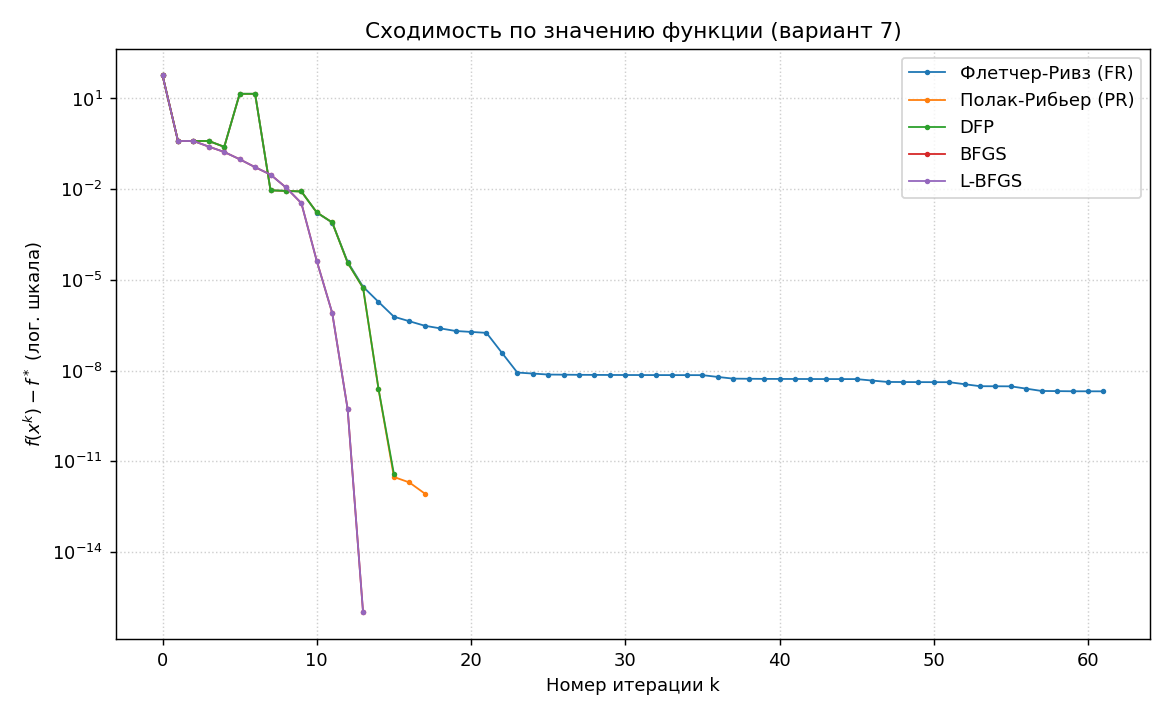 Сходимость по значению функции (вариант 7)
Флетчер-Ривз (FR)
Полак-Рибьер (PR)
DFP
BFGS
L-BFGS
f(x^k) − f^* (лог. шкала)
10^1
10^−2
10^−5
10^−8
10^−11
10^−14
0 10 20 30 40 50 60
Номер итерации k